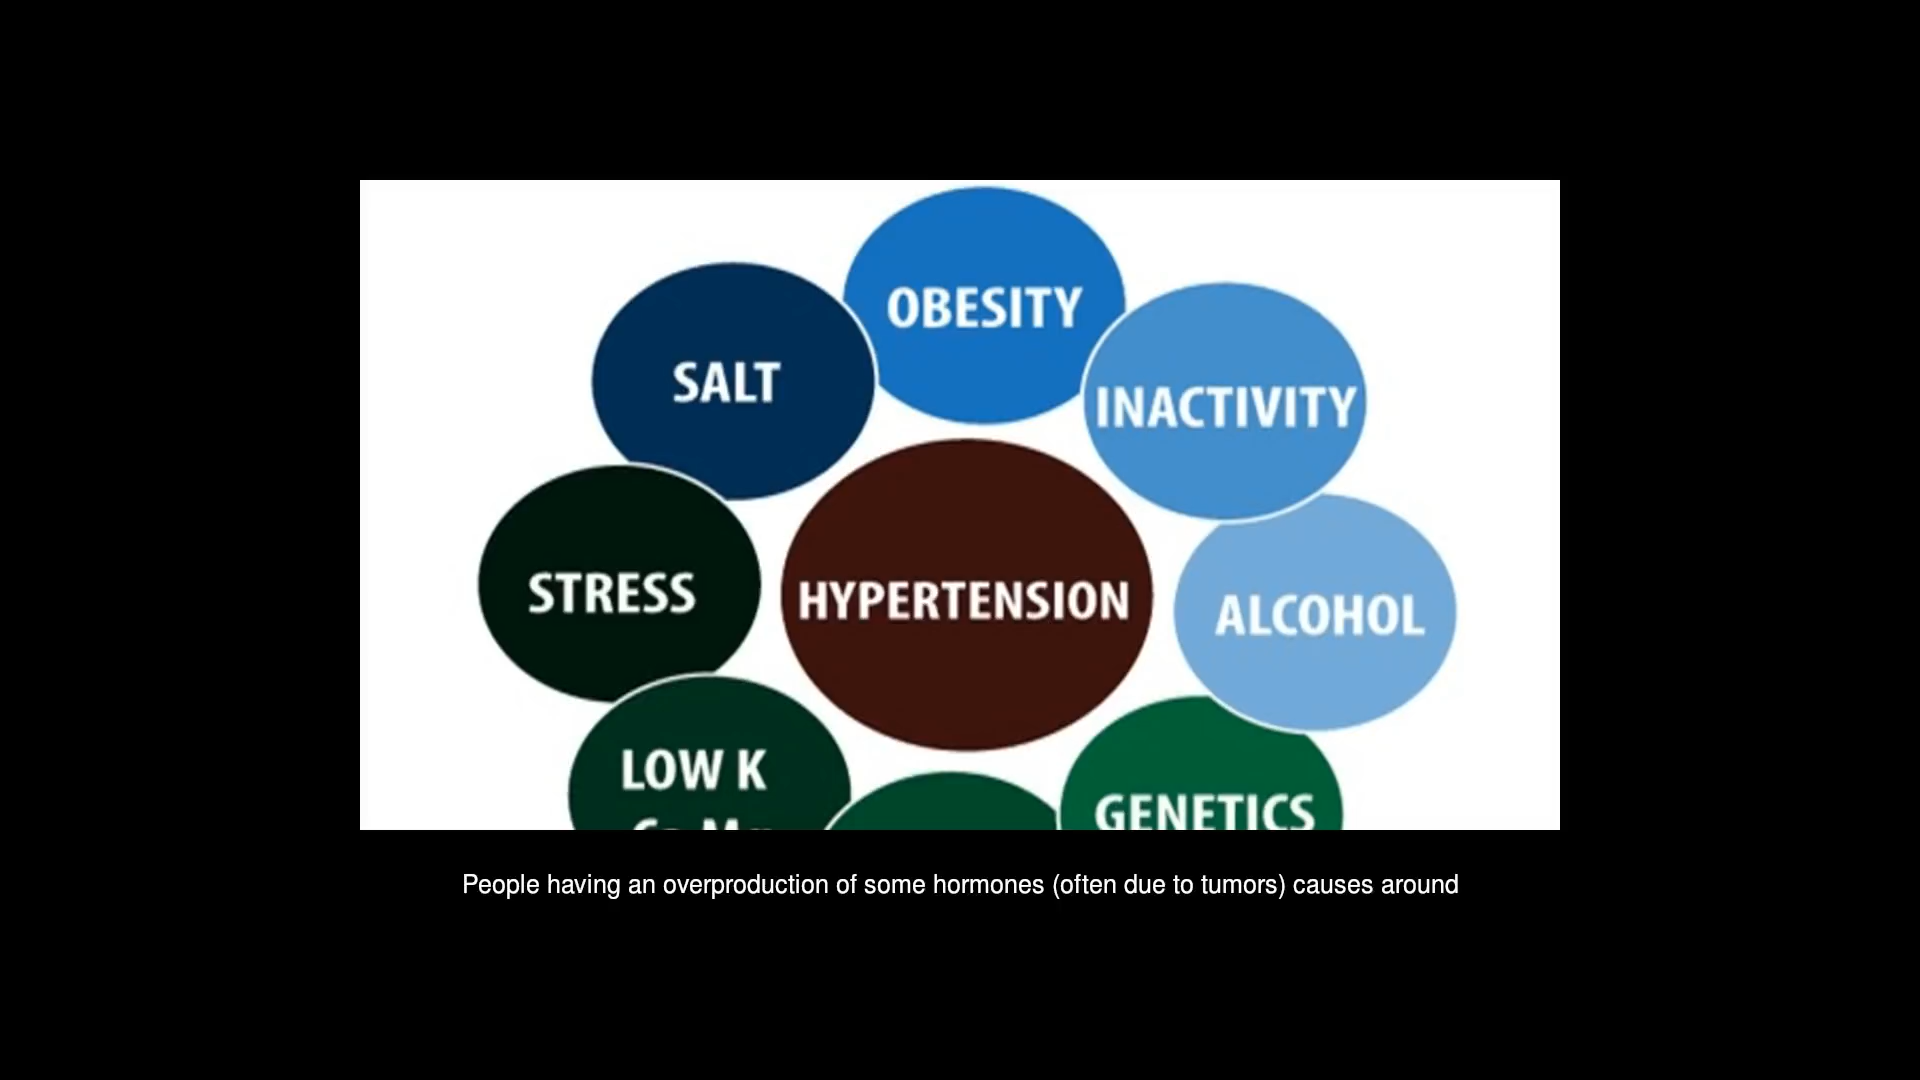 OBESITY
SALT
INACTIVITY
STRESS
HYPERTENSION
ALCOHOL
LOW K
GENETICS
People having an overproduction of some hormones (often due to tumors) causes around